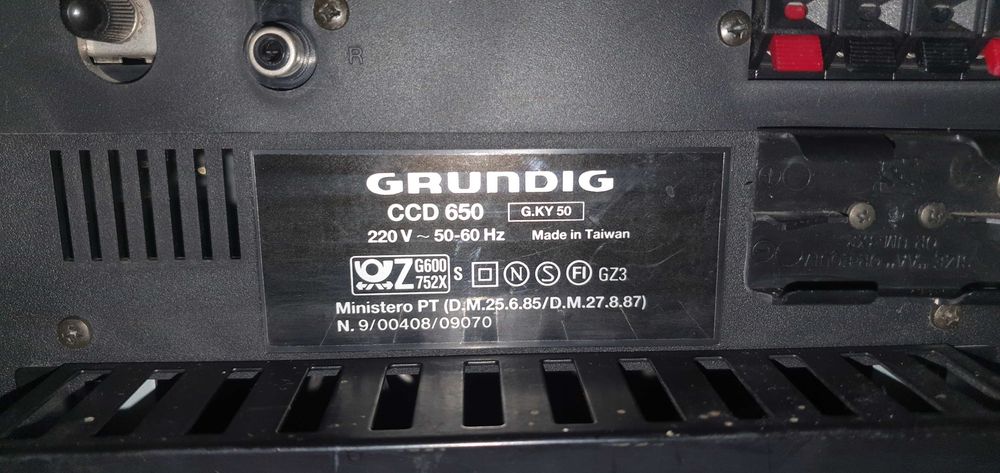 R
GRUNDIG
CCD 650 G.KY 50
220 V ~ 50-60 Hz Made in Taiwan
Z G600 752X S N S FI GZ3
Ministero PT (D.M.25.6.85/D.M.27.8.87)
N. 9/00408/09070